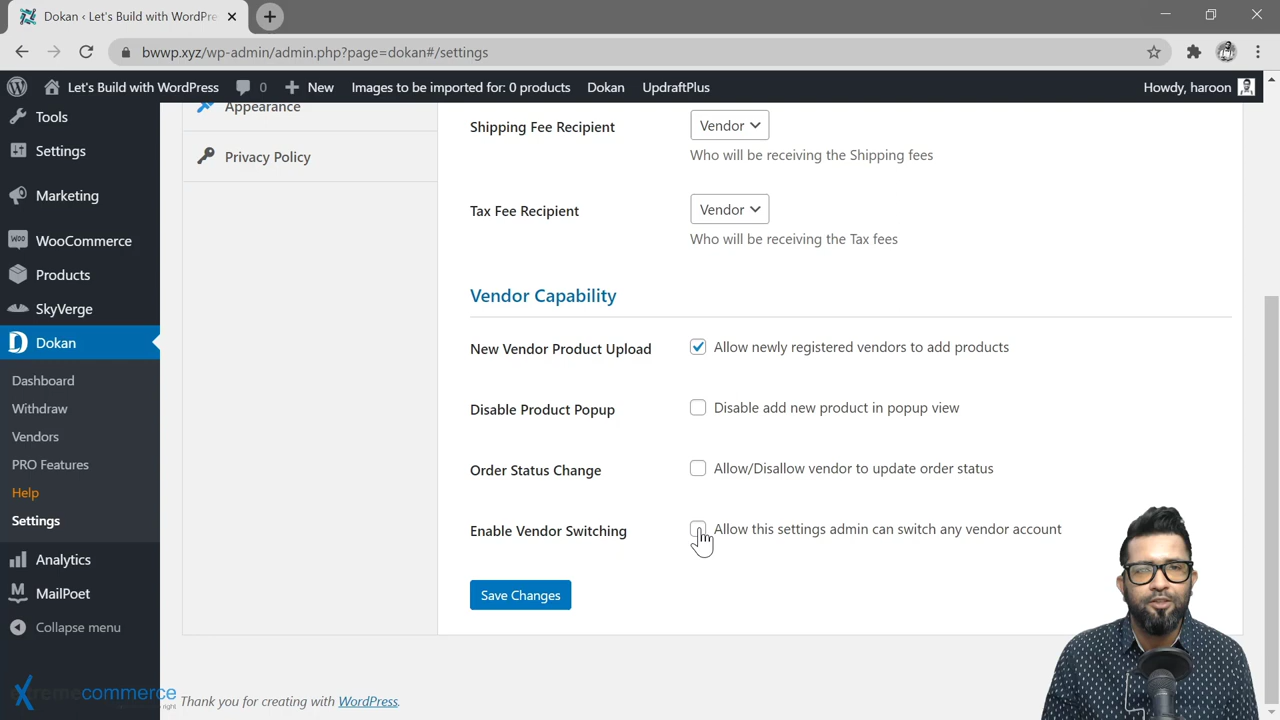 Dokan ‹ Let's Build with WordPre
bwwp.xyz/wp-admin/admin.php?page=dokan#/settings
Let's Build with WordPress 0 New Images to be imported for: 0 products Dokan UpdraftPlus Howdy, haroon
Tools
Settings
Marketing
WooCommerce
Products
SkyVerge
Dokan
Dashboard
Withdraw
Vendors
PRO Features
Help
Settings
Analytics
MailPoet
Collapse menu
Appearance
Privacy Policy
Shipping Fee Recipient Vendor
Who will be receiving the Shipping fees
Tax Fee Recipient Vendor
Who will be receiving the Tax fees
Vendor Capability
New Vendor Product Upload Allow newly registered vendors to add products
Disable Product Popup Disable add new product in popup view
Order Status Change Allow/Disallow vendor to update order status
Enable Vendor Switching Allow this settings admin can switch any vendor account
Save Changes
Thank you for creating with WordPress.
xtremecommerce